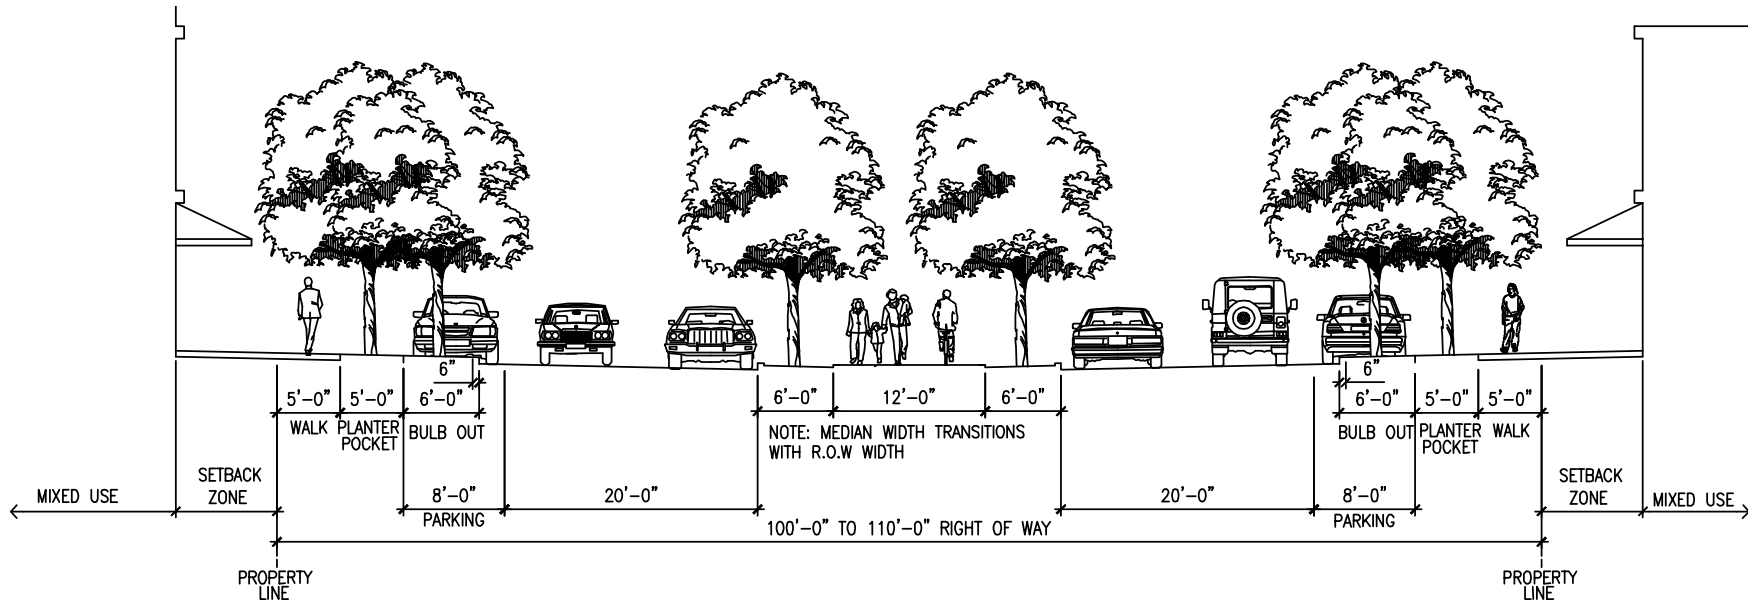 6"
6"
5'-0"
5'-0"
6'-0"
6'-0"
12'-0"
6'-0"
6'-0"
5'-0"
5'-0"
WALK
PLANTER
POCKET
BULB OUT
NOTE: MEDIAN WIDTH TRANSITIONS
WITH R.O.W WIDTH
BULB OUT
PLANTER
POCKET
WALK
MIXED USE
SETBACK
ZONE
8'-0"
PARKING
20'-0"
20'-0"
8'-0"
PARKING
SETBACK
ZONE
MIXED USE
100'-0" TO 110'-0" RIGHT OF WAY
PROPERTY
LINE
PROPERTY
LINE